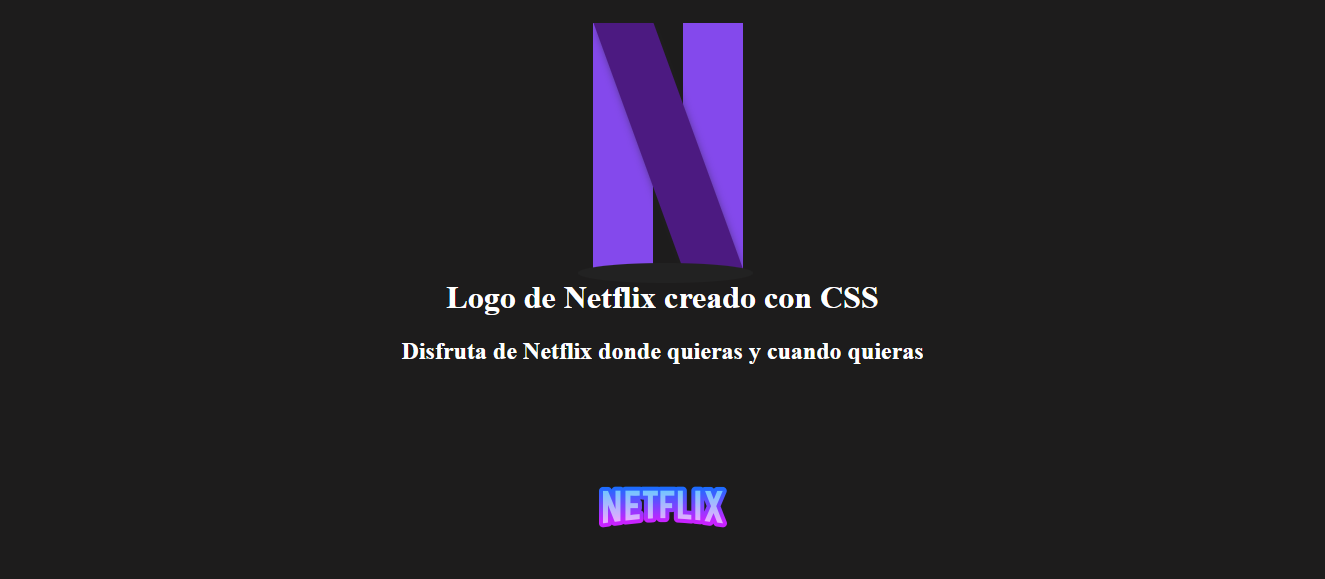 N
Logo de Netflix creado con CSS
Disfruta de Netflix donde quieras y cuando quieras
NETFLIX